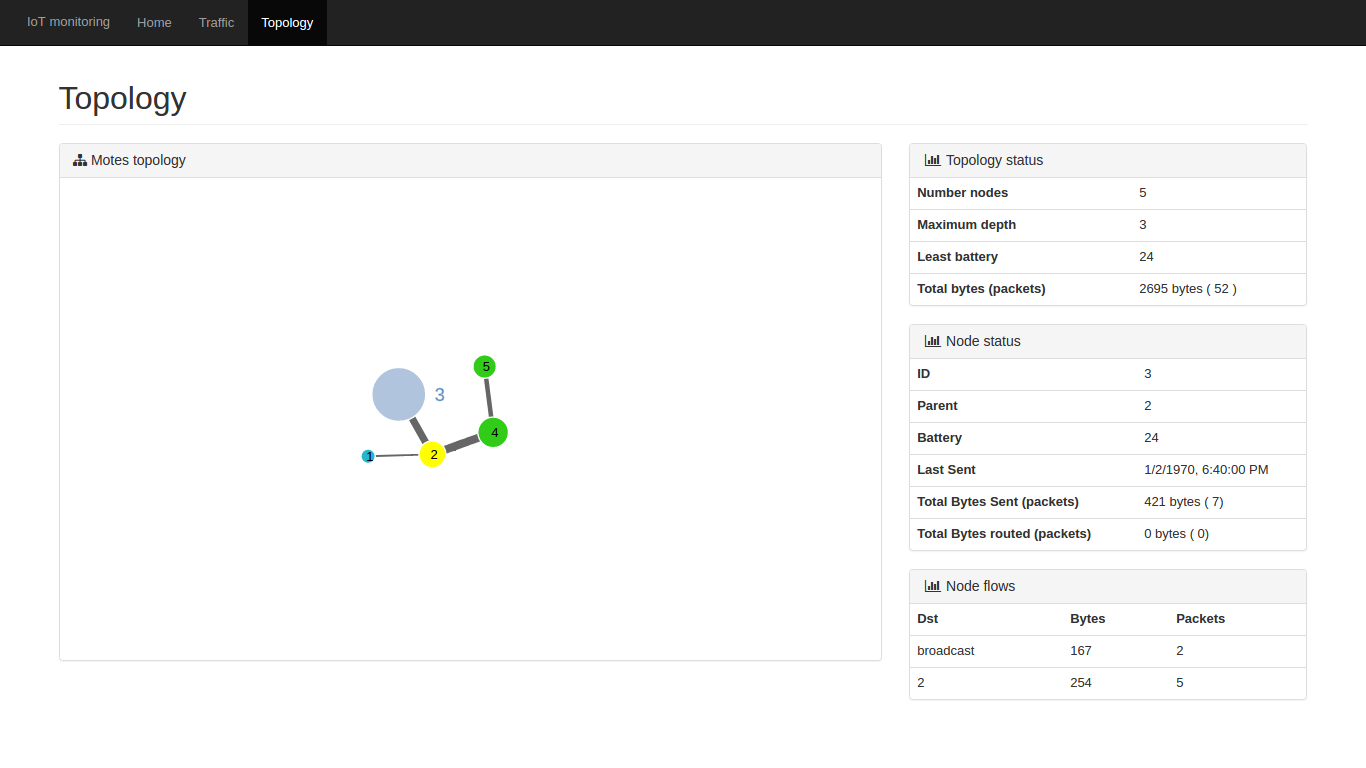 IoT monitoring Home Traffic Topology
Topology
Motes topology
5
3
4
2
1
Topology status
Number nodes 5
Maximum depth 3
Least battery 24
Total bytes (packets) 2695 bytes ( 52 )
Node status
ID 3
Parent 2
Battery 24
Last Sent 1/2/1970, 6:40:00 PM
Total Bytes Sent (packets) 421 bytes ( 7)
Total Bytes routed (packets) 0 bytes ( 0)
Node flows
Dst Bytes Packets
broadcast 167 2
2 254 5